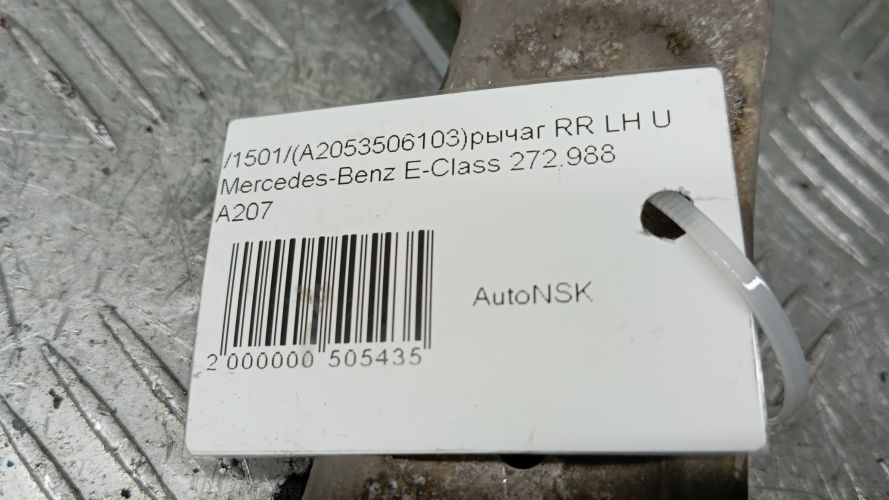 /1501/(A2053506103)рычаг RR LH U
Mercedes-Benz E-Class 272.988
A207
AutoNSK
2 000000 505435